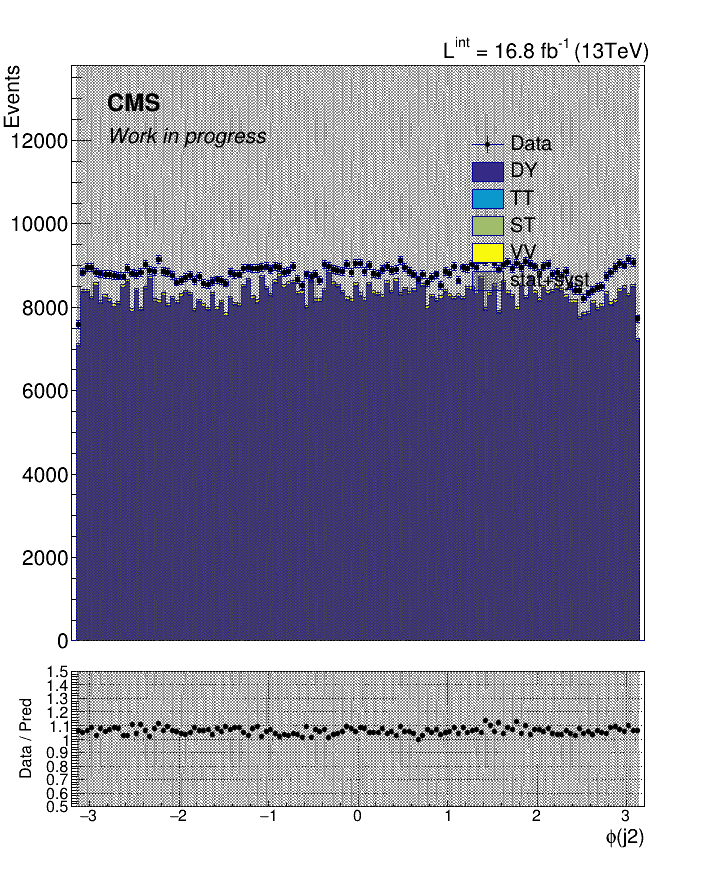 L^int = 16.8 fb^-1 (13TeV)
Events
CMS
Work in progress
Data
DY
TT
ST
VV
stat+syst
12000
10000
8000
6000
4000
2000
0
Data / Pred
1.5
1.4
1.3
1.2
1.1
1
0.9
0.8
0.7
0.6
0.5
−3 −2 −1 0 1 2 3
ϕ(j2)